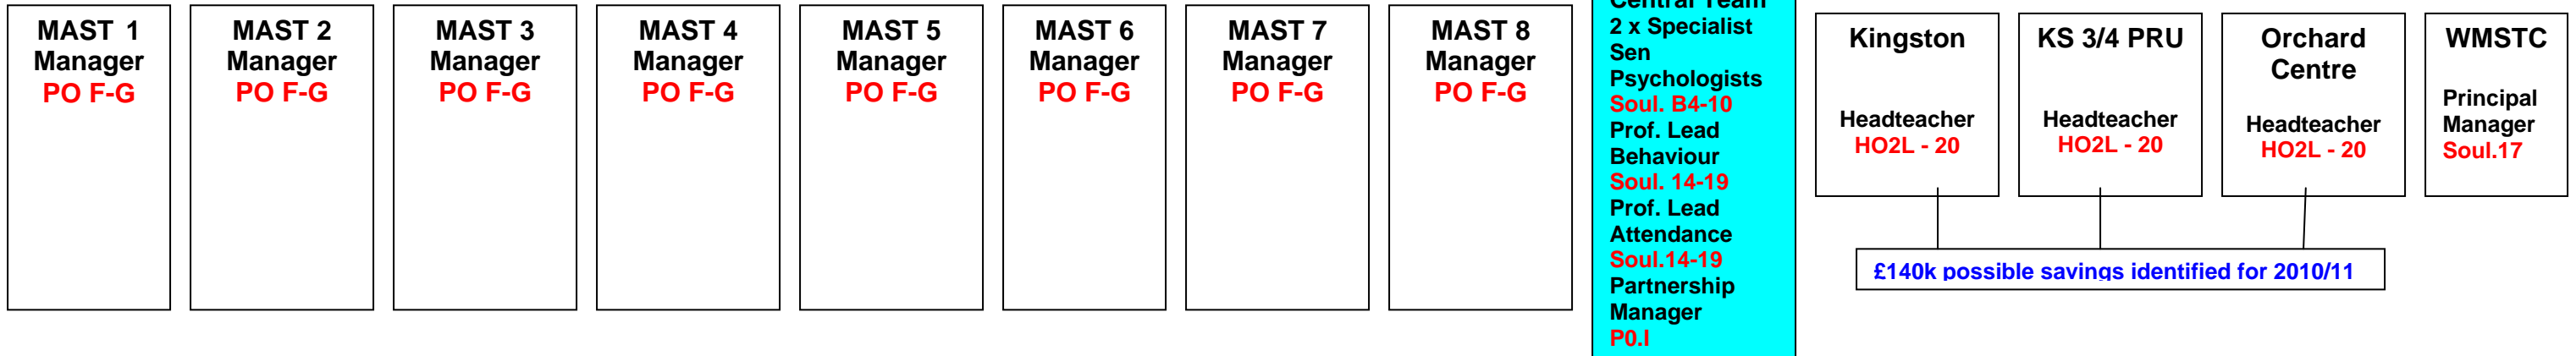 MAST 1
Manager
PO F-G
MAST 2
Manager
PO F-G
MAST 3
Manager
PO F-G
MAST 4
Manager
PO F-G
MAST 5
Manager
PO F-G
MAST 6
Manager
PO F-G
MAST 7
Manager
PO F-G
MAST 8
Manager
PO F-G
Central Team
2 x Specialist
Sen
Psychologists
Soul. B4-10
Prof. Lead
Behaviour
Soul. 14-19
Prof. Lead
Attendance
Soul.14-19
Partnership
Manager
P0.I
Kingston
Headteacher
HO2L - 20
KS 3/4 PRU
Headteacher
HO2L - 20
Orchard
Centre
Headteacher
HO2L - 20
WMSTC
Principal
Manager
Soul.17
£140k possible savings identified for 2010/11